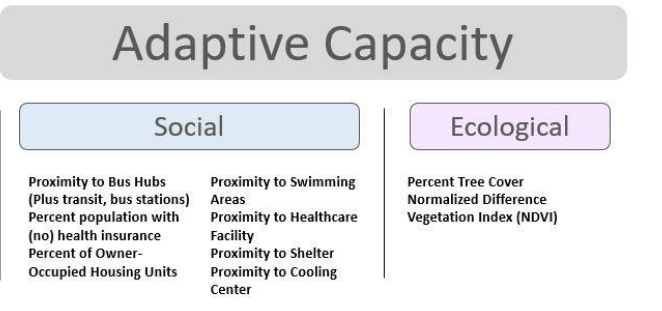 Adaptive Capacity
Social
Proximity to Bus Hubs
(Plus transit, bus stations)
Percent population with
(no) health insurance
Percent of Owner-
Occupied Housing Units
Proximity to Swimming
Areas
Proximity to Healthcare
Facility
Proximity to Shelter
Proximity to Cooling
Center
Ecological
Percent Tree Cover
Normalized Difference
Vegetation Index (NDVI)